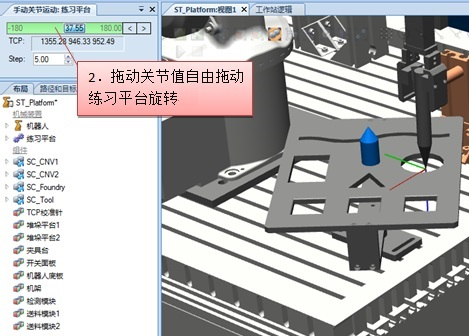 手动关节运动: 练习平台
-180 37.55 180.00 < >
TCP: 1355.28 946.33 952.49
Step: 5.00
布局 路径和目标
ST_Platform*
机械装置
机器人
练习平台
组件
SC_CNV1
SC_CNV2
SC_Foundry
SC_Tool
TCP校准针
堆垛平台1
堆垛平台2
夹具台
开关面板
机器人底板
机架
检测模块
送料模块1
送料模块2
ST_Platform:视图1 工作站逻辑
2. 拖动关节值自由拖动
练习平台旋转